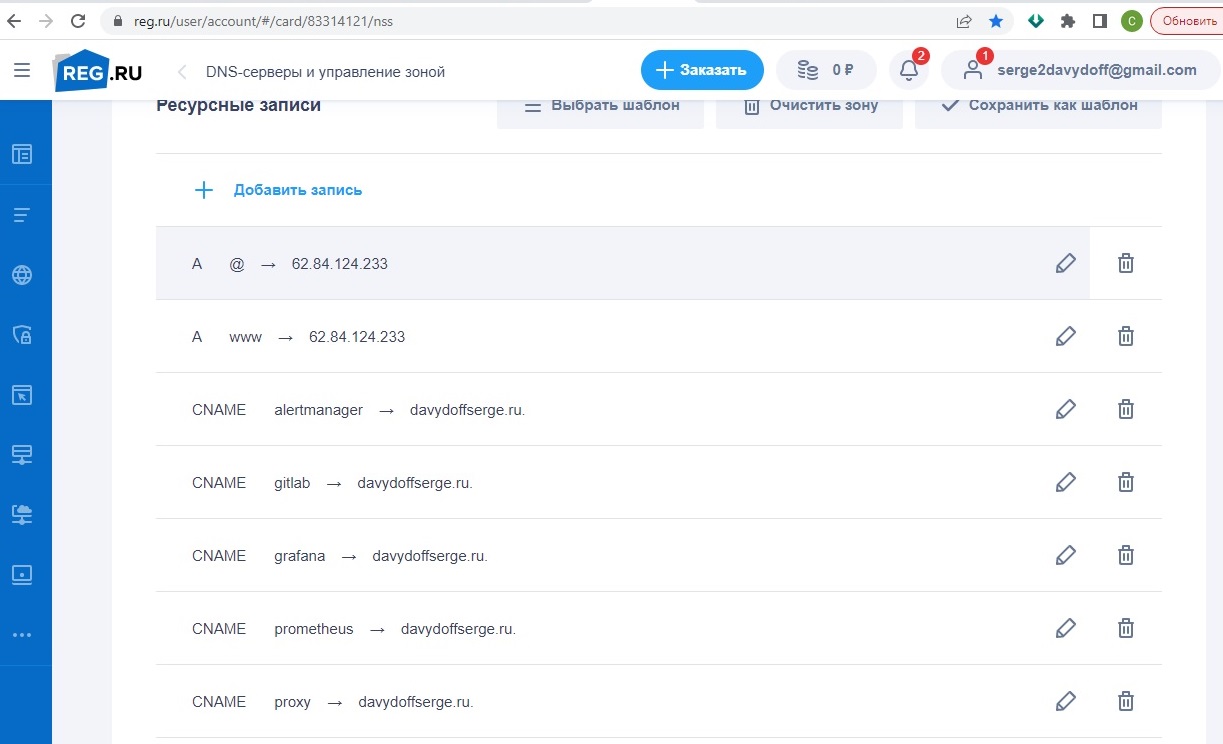 reg.ru/user/account/#/card/83314121/nss
С
Обновить
REG.RU
DNS-серверы и управление зоной
Заказать
0 ₽
2
1
serge2davydoff@gmail.com
Ресурсные записи
Выбрать шаблон
Очистить зону
Сохранить как шаблон
Добавить запись
A @ → 62.84.124.233
A www → 62.84.124.233
CNAME alertmanager → davydoffserge.ru.
CNAME gitlab → davydoffserge.ru.
CNAME grafana → davydoffserge.ru.
CNAME prometheus → davydoffserge.ru.
CNAME proxy → davydoffserge.ru.